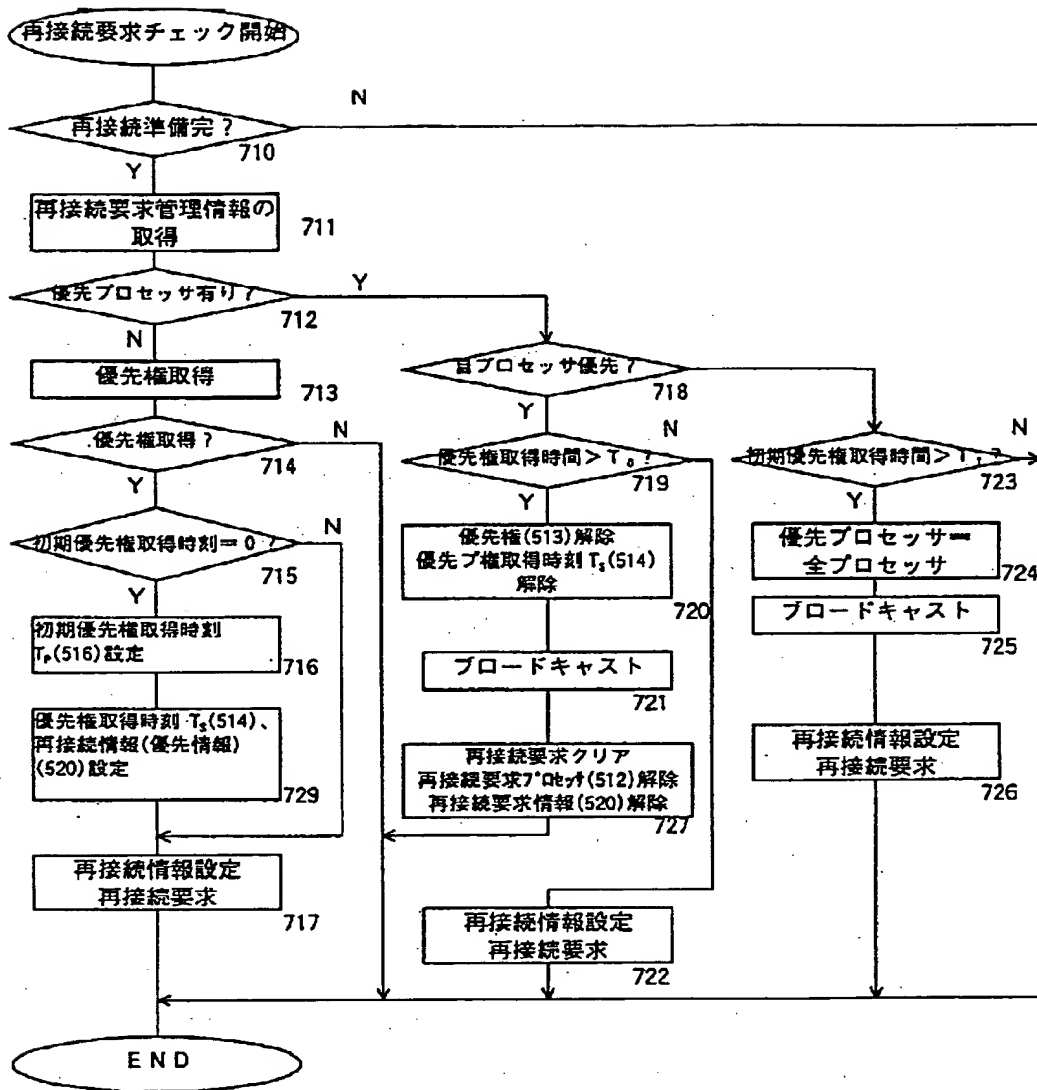 再接続要求チェック開始
N
再接続準備完?
710
Y
再接続要求管理情報の
取得
711
優先プロセッサ有り?
Y
712
N
優先権取得
713
優先権取得?
N
714
Y
初期優先権取得時刻=0?
N
715
Y
初期優先権取得時刻
Tₚ(516)設定
716
優先権取得時刻 Tₛ(514)、
再接続情報(優先情報)
(520)設定
729
再接続情報設定
再接続要求
717
自プロセッサ優先?
718
Y
N
優先権取得時間>T₀?
719
Y
優先権(513)解除
優先プ権取得時刻Tₛ(514)
解除
720
ブロードキャスト
721
再接続要求クリア
再接続要求プロセッサ(512)解除
再接続要求情報(520)解除
727
再接続情報設定
再接続要求
722
N
初期優先権取得時間>T₁?
723
Y
優先プロセッサー
全プロセッサ
724
ブロードキャスト
725
再接続情報設定
再接続要求
726
END